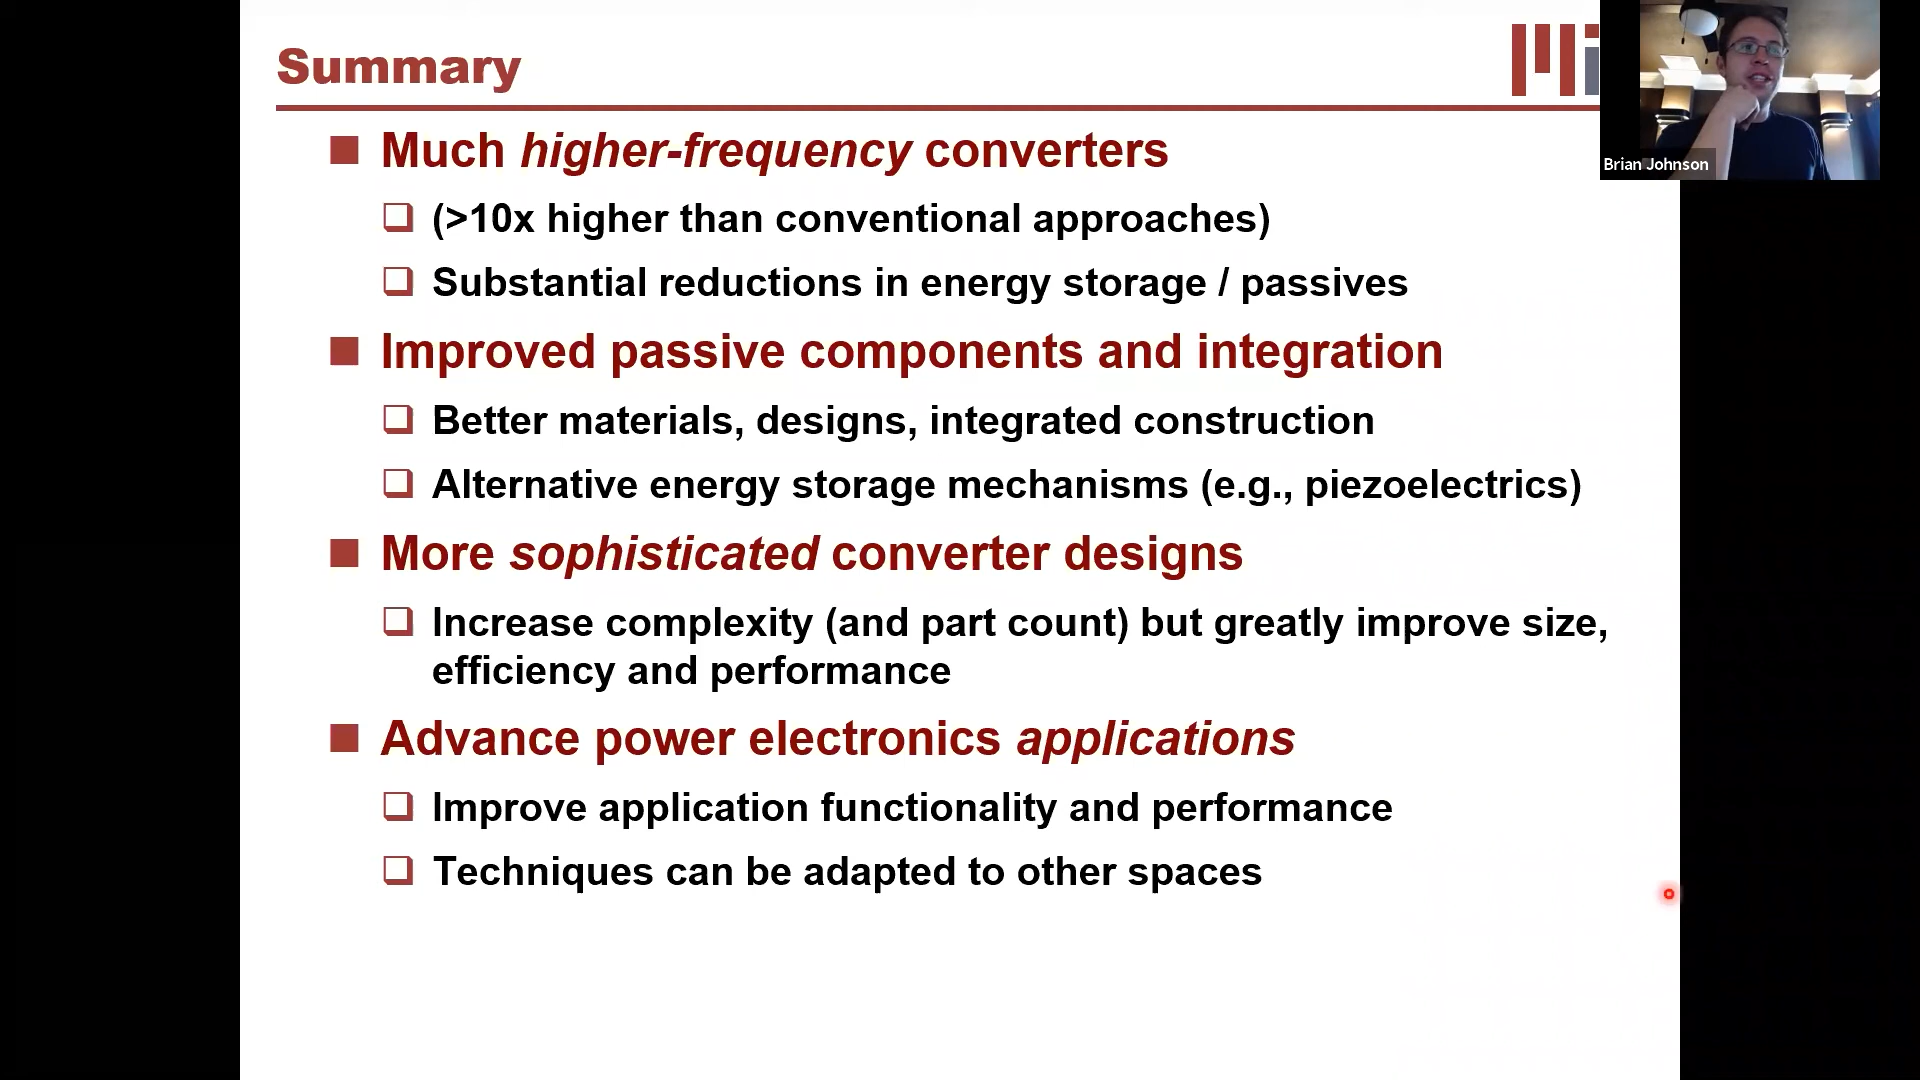 Summary
Brian Johnson
Much higher-frequency converters
(>10x higher than conventional approaches)
Substantial reductions in energy storage / passives
Improved passive components and integration
Better materials, designs, integrated construction
Alternative energy storage mechanisms (e.g., piezoelectrics)
More sophisticated converter designs
Increase complexity (and part count) but greatly improve size,
efficiency and performance
Advance power electronics applications
Improve application functionality and performance
Techniques can be adapted to other spaces